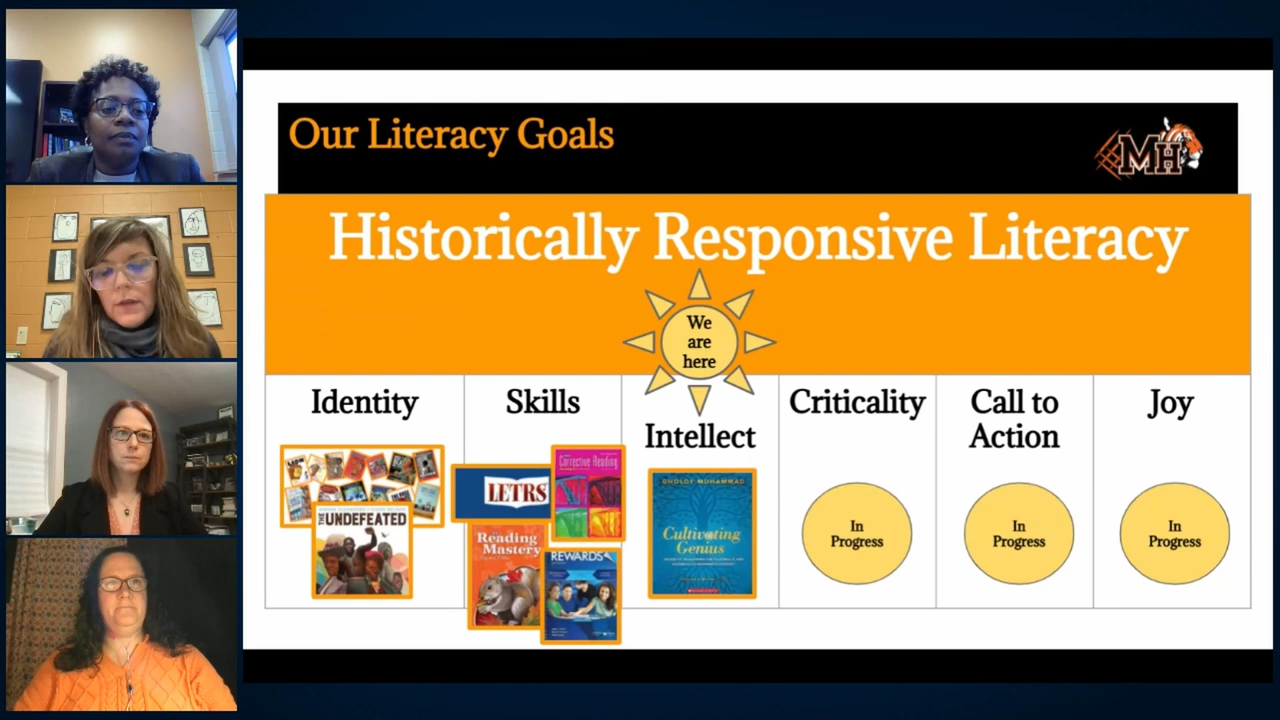 Our Literacy Goals
MH
Historically Responsive Literacy
We
are
here
Identity
Skills
Intellect
Criticality
Call to
Action
Joy
THE UNDEFEATED
LETRS
Corrective Reading
Reading
Mastery
REWARDS
GHOLDY MUHAMMAD
Cultivating
Genius
SCHOLASTIC
In
Progress
In
Progress
In
Progress